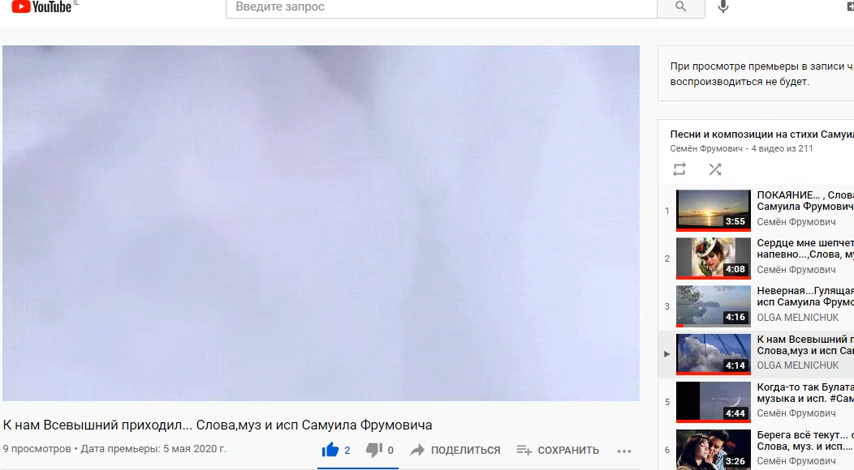 YouTube IL
Введите запрос
При просмотре премьеры в записи ч
воспроизводиться не будет.
Песни и композиции на стихи Самуил
Семён Фрумович - 4 видео из 211
1
3:55
ПОКАЯНИЕ... , Слова
Самуила Фрумович
Семён Фрумович
2
4:08
Сердце мне шепчет
напевно...,Слова, му
Семён Фрумович
3
4:16
Неверная...Гулящая
исп Самуила Фрумо
OLGA MELNICHUK
4:14
К нам Всевышний п
Слова,муз и исп Са
OLGA MELNICHUK
5
4:44
Когда-то так Булата
музыка и исп. #Сам
Семён Фрумович
6
3:26
Берега всё текут... с
Слова, муз. и исп....
Семён Фрумович
К нам Всевышний приходил... Слова,муз и исп Самуила Фрумовича
9 просмотров • Дата премьеры: 5 мая 2020 г.
2
0
ПОДЕЛИТЬСЯ
СОХРАНИТЬ